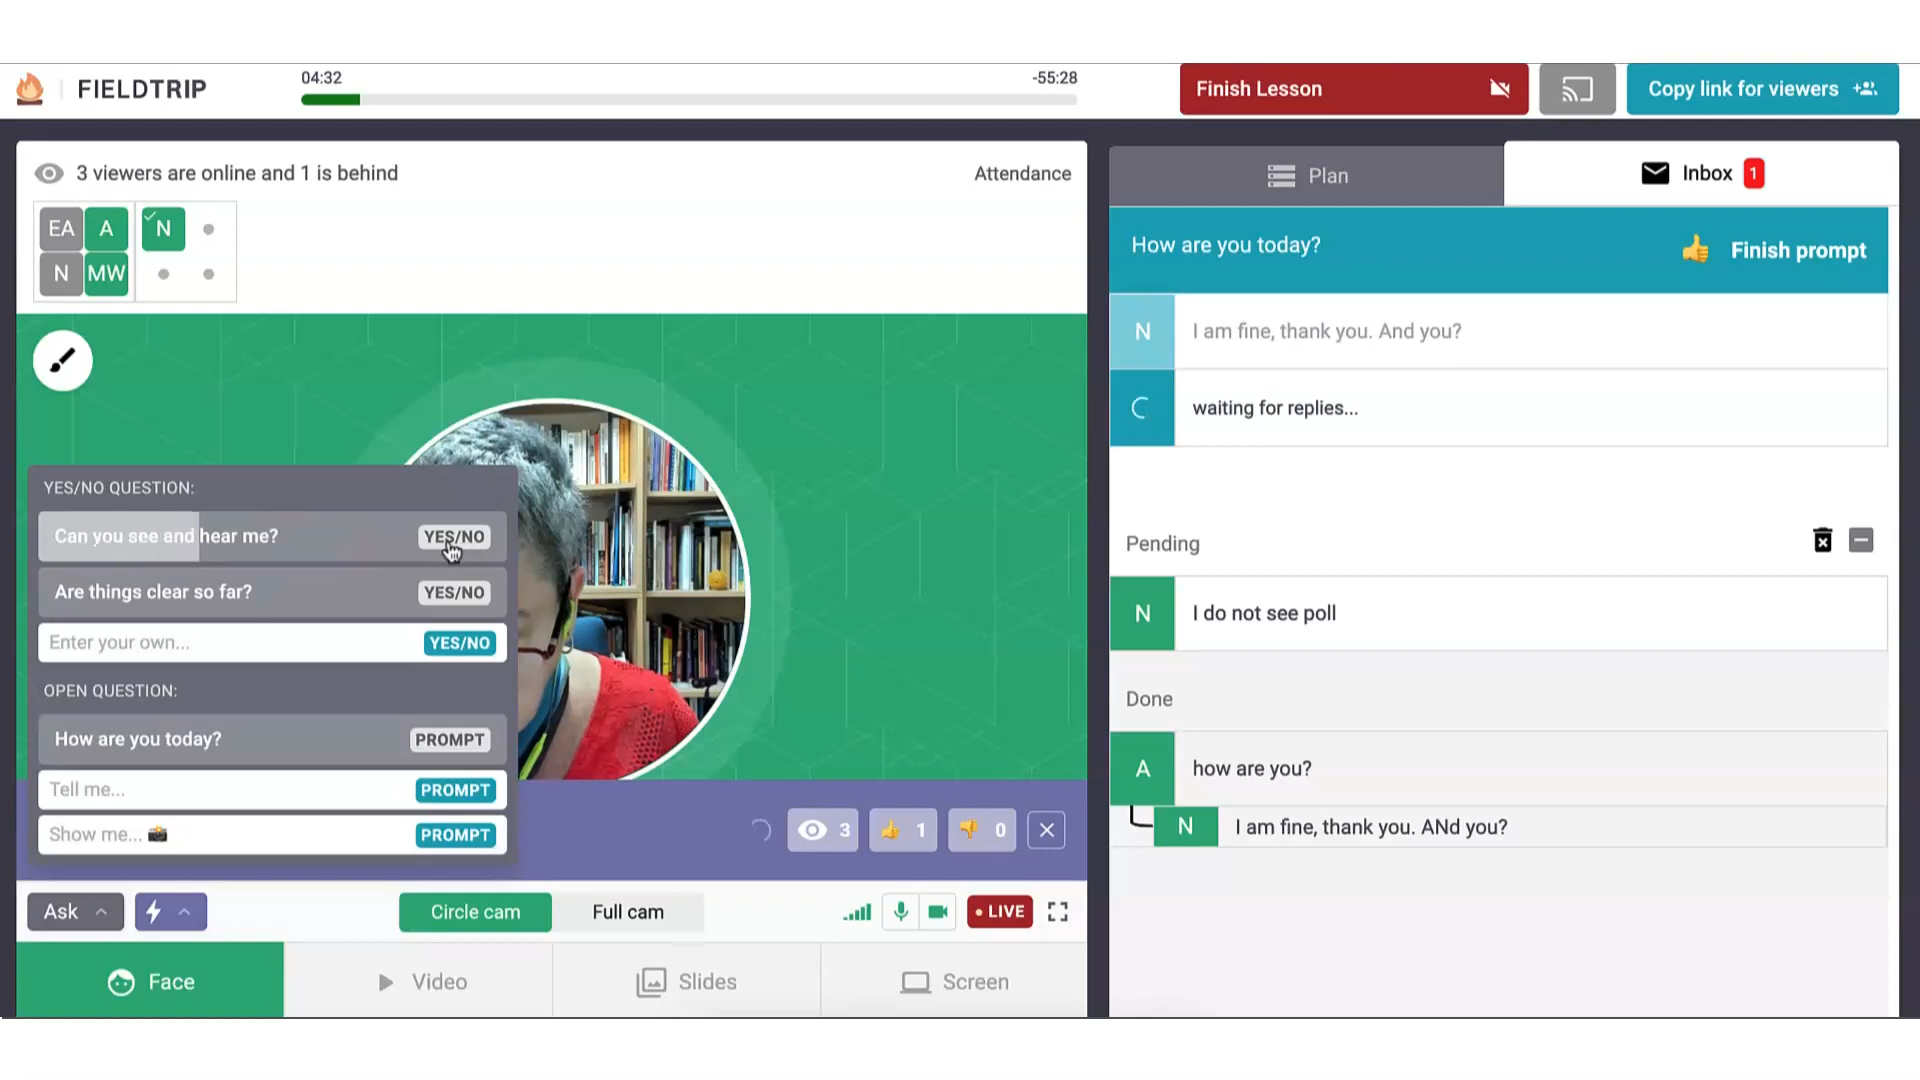 FIELDTRIP
04:32
-55:28
Finish Lesson
Copy link for viewers
3 viewers are online and 1 is behind
Attendance
EA
A
N
N
MW
YES/NO QUESTION:
Can you see and hear me?
YES/NO
Are things clear so far?
YES/NO
Enter your own...
YES/NO
OPEN QUESTION:
How are you today?
PROMPT
Tell me...
PROMPT
Show me...
PROMPT
3
1
0
Ask
Circle cam
Full cam
LIVE
Face
Video
Slides
Screen
Plan
Inbox
1
How are you today?
Finish prompt
N
I am fine, thank you. And you?
waiting for replies...
Pending
N
I do not see poll
Done
A
how are you?
N
I am fine, thank you. ANd you?